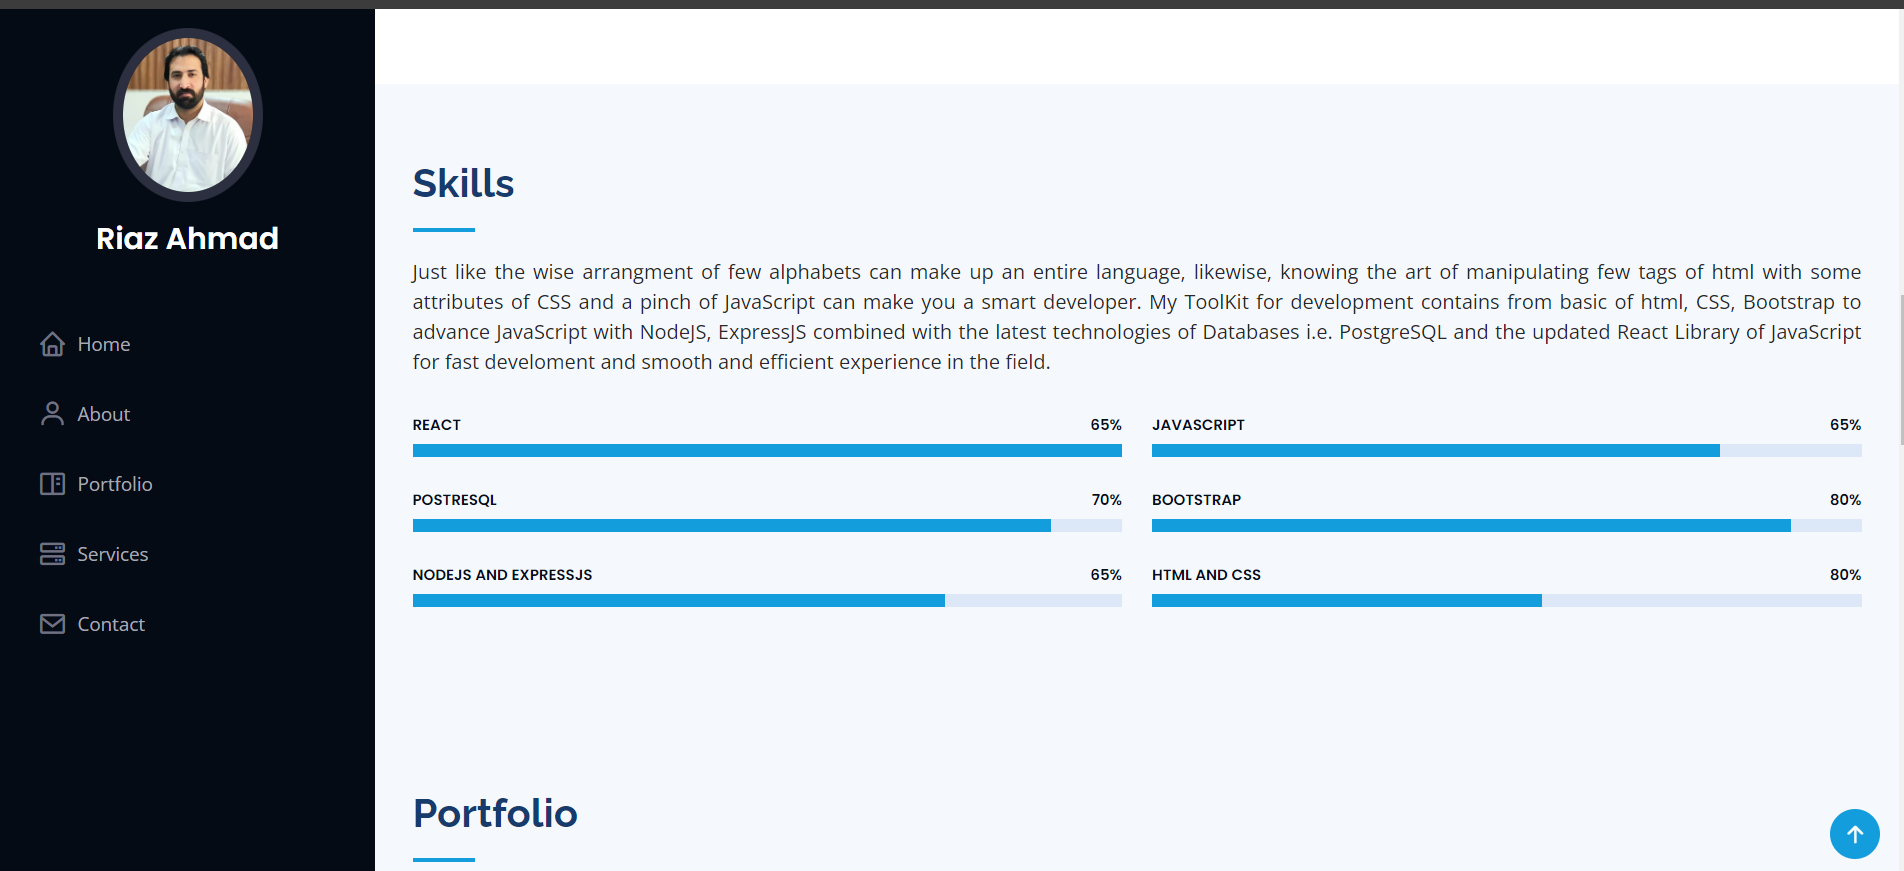 Riaz Ahmad
Home
About
Portfolio
Services
Contact
Skills
Just like the wise arrangment of few alphabets can make up an entire language, likewise, knowing the art of manipulating few tags of html with some
attributes of CSS and a pinch of JavaScript can make you a smart developer. My ToolKit for development contains from basic of html, CSS, Bootstrap to
advance JavaScript with NodeJS, ExpressJS combined with the latest technologies of Databases i.e. PostgreSQL and the updated React Library of JavaScript
for fast develoment and smooth and efficient experience in the field.
REACT 65%
JAVASCRIPT 65%
POSTRESQL 70%
BOOTSTRAP 80%
NODEJS AND EXPRESSJS 65%
HTML AND CSS 80%
Portfolio